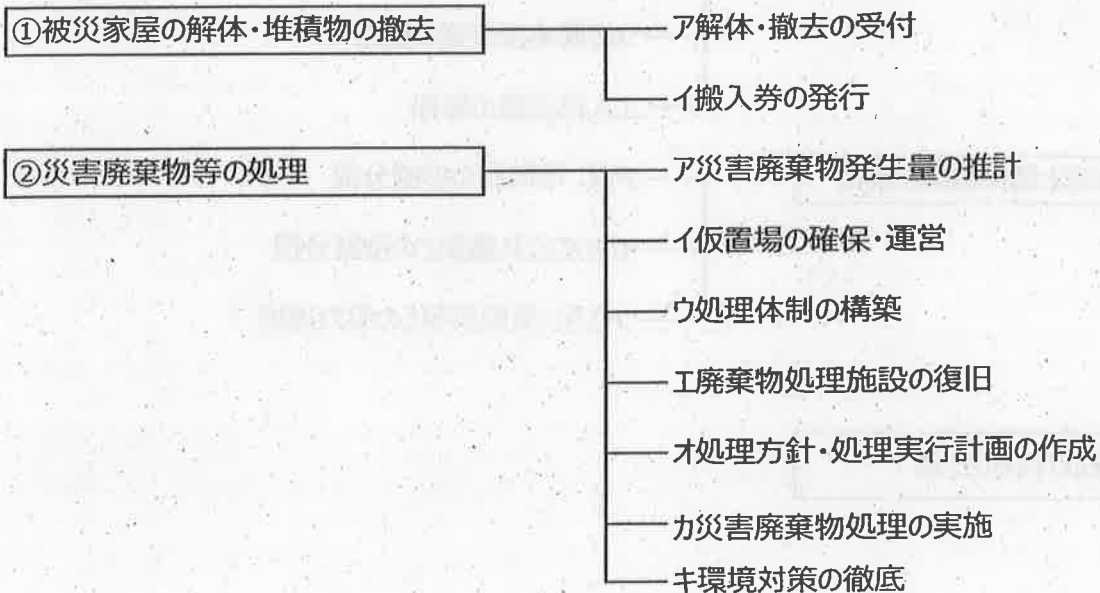 ①被災家屋の解体・堆積物の撤去
ア解体・撤去の受付
イ搬入券の発行
②災害廃棄物等の処理
ア災害廃棄物発生量の推計
イ仮置場の確保・運営
ウ処理体制の構築
エ廃棄物処理施設の復旧
オ処理方針・処理実行計画の作成
カ災害廃棄物処理の実施
キ環境対策の徹底